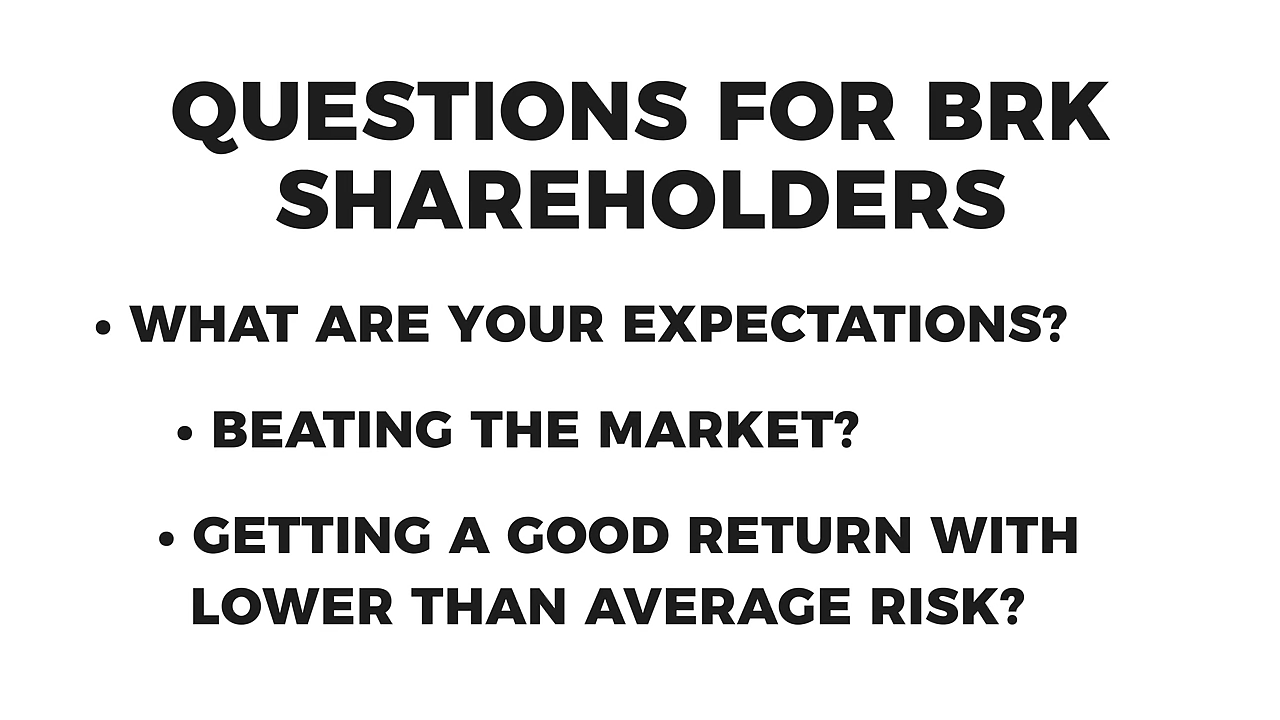 QUESTIONS FOR BRK
SHAREHOLDERS
• WHAT ARE YOUR EXPECTATIONS?
• BEATING THE MARKET?
• GETTING A GOOD RETURN WITH
LOWER THAN AVERAGE RISK?